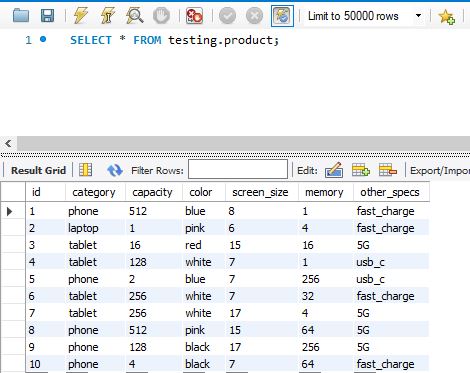 Limit to 50000 rows
1 SELECT * FROM testing.product;
Result Grid Filter Rows: Edit: Export/Impor
id category capacity color screen_size memory other_specs
1 phone 512 blue 8 1 fast_charge
2 laptop 1 pink 6 4 fast_charge
3 tablet 16 red 15 16 5G
4 tablet 128 white 7 1 usb_c
5 phone 2 blue 7 256 usb_c
6 tablet 256 white 7 32 fast_charge
7 tablet 256 white 17 4 5G
8 phone 512 pink 15 64 5G
9 phone 128 black 17 256 5G
10 phone 4 black 7 64 fast_charge